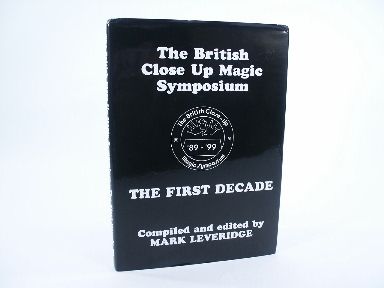 The British
Close Up Magic
Symposium
The British Close-Up
'89 - '99
Magic Symposium
THE FIRST DECADE
Compiled and edited by
MARK LEVERIDGE